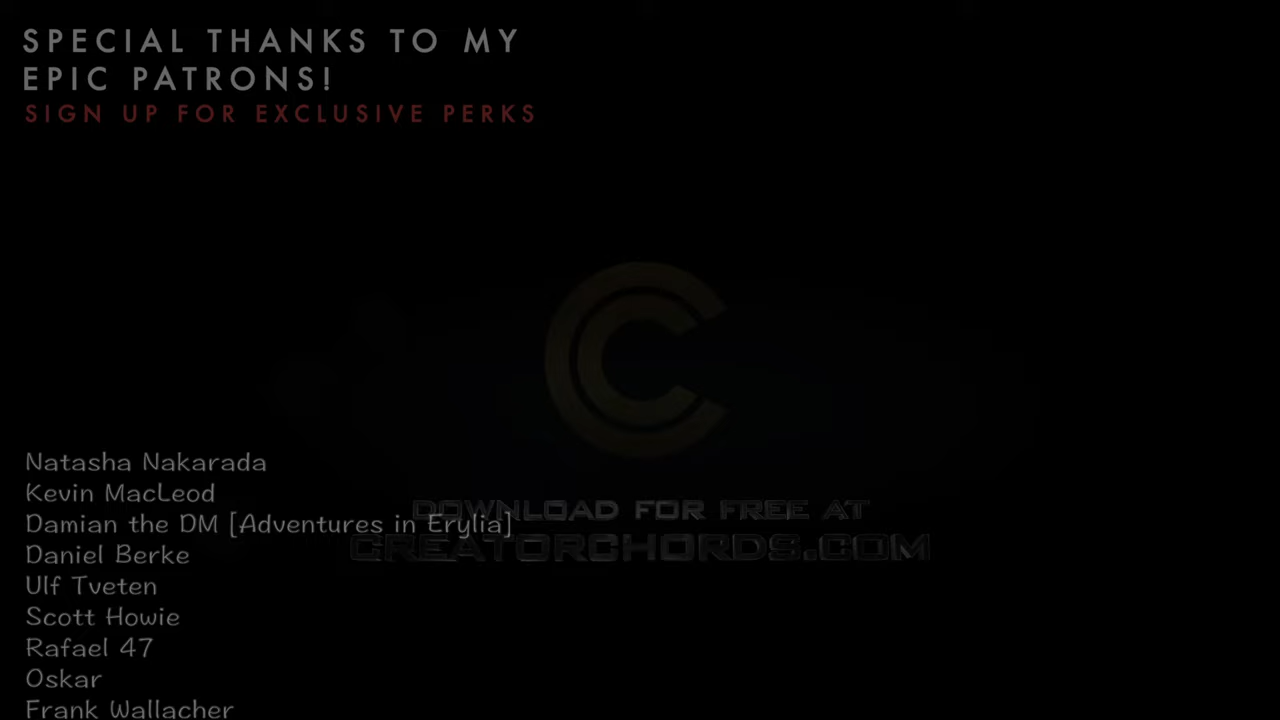 SPECIAL THANKS TO MY
EPIC PATRONS!
SIGN UP FOR EXCLUSIVE PERKS
Natasha Nakarada
Kevin MacLeod
Damian the DM [Adventures in Erylia]
Daniel Berke
Ulf Tveten
Scott Howie
Rafael 47
Oskar
Frank Wallacher
DOWNLOAD FOR FREE AT
CREATORCHORDS.COM